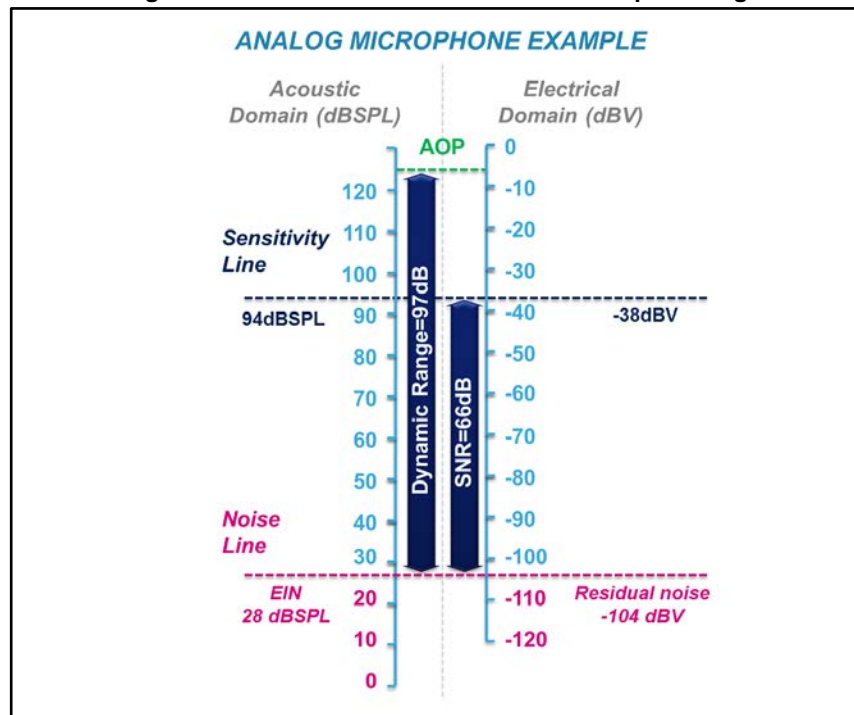 ANALOG MICROPHONE EXAMPLE
Acoustic
Domain (dBSPL)
Electrical
Domain (dBV)
AOP
120
110
100
90
80
70
60
50
40
30
20
10
0
0
-10
-20
-30
-40
-50
-60
-70
-80
-90
-100
-110
-120
Sensitivity
Line
94dBSPL
-38dBV
Dynamic Range=97dB
SNR=66dB
Noise
Line
EIN
28 dBSPL
Residual noise
-104 dBV